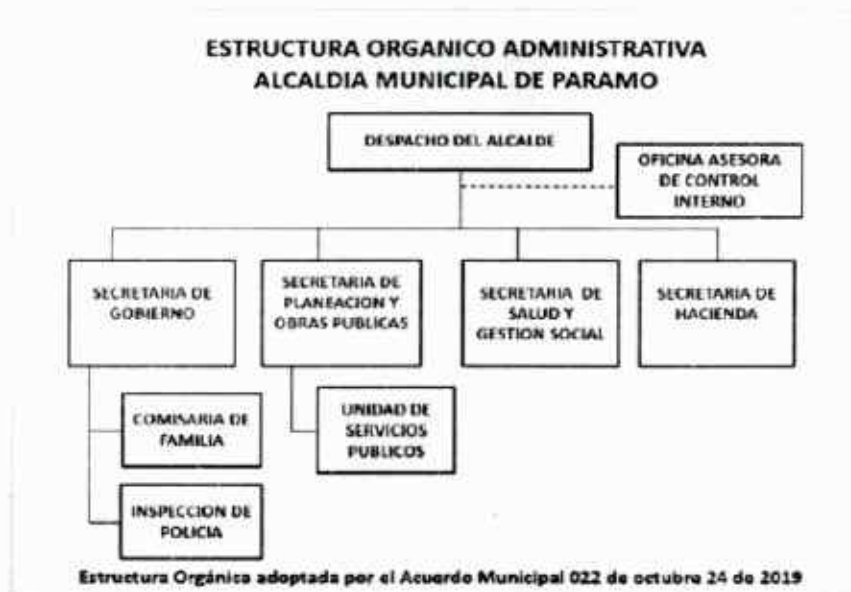 ESTRUCTURA ORGANICO ADMINISTRATIVA
ALCALDIA MUNICIPAL DE PARAMO
DESPACHO DEL ALCALDE
OFICINA ASESORA
DE CONTROL
INTERNO
SECRETARIA DE
GOBIERNO
SECRETARIA DE
PLANEACION Y
OBRAS PUBLICAS
SECRETARIA DE
SALUD Y
GESTION SOCIAL
SECRETARIA DE
HACIENDA
COMISARIA DE
FAMILIA
UNIDAD DE
SERVICIOS
PUBLICOS
INSPECCION DE
POLICIA
Estructura Orgánica adoptada por el Acuerdo Municipal 022 de octubre 24 de 2019